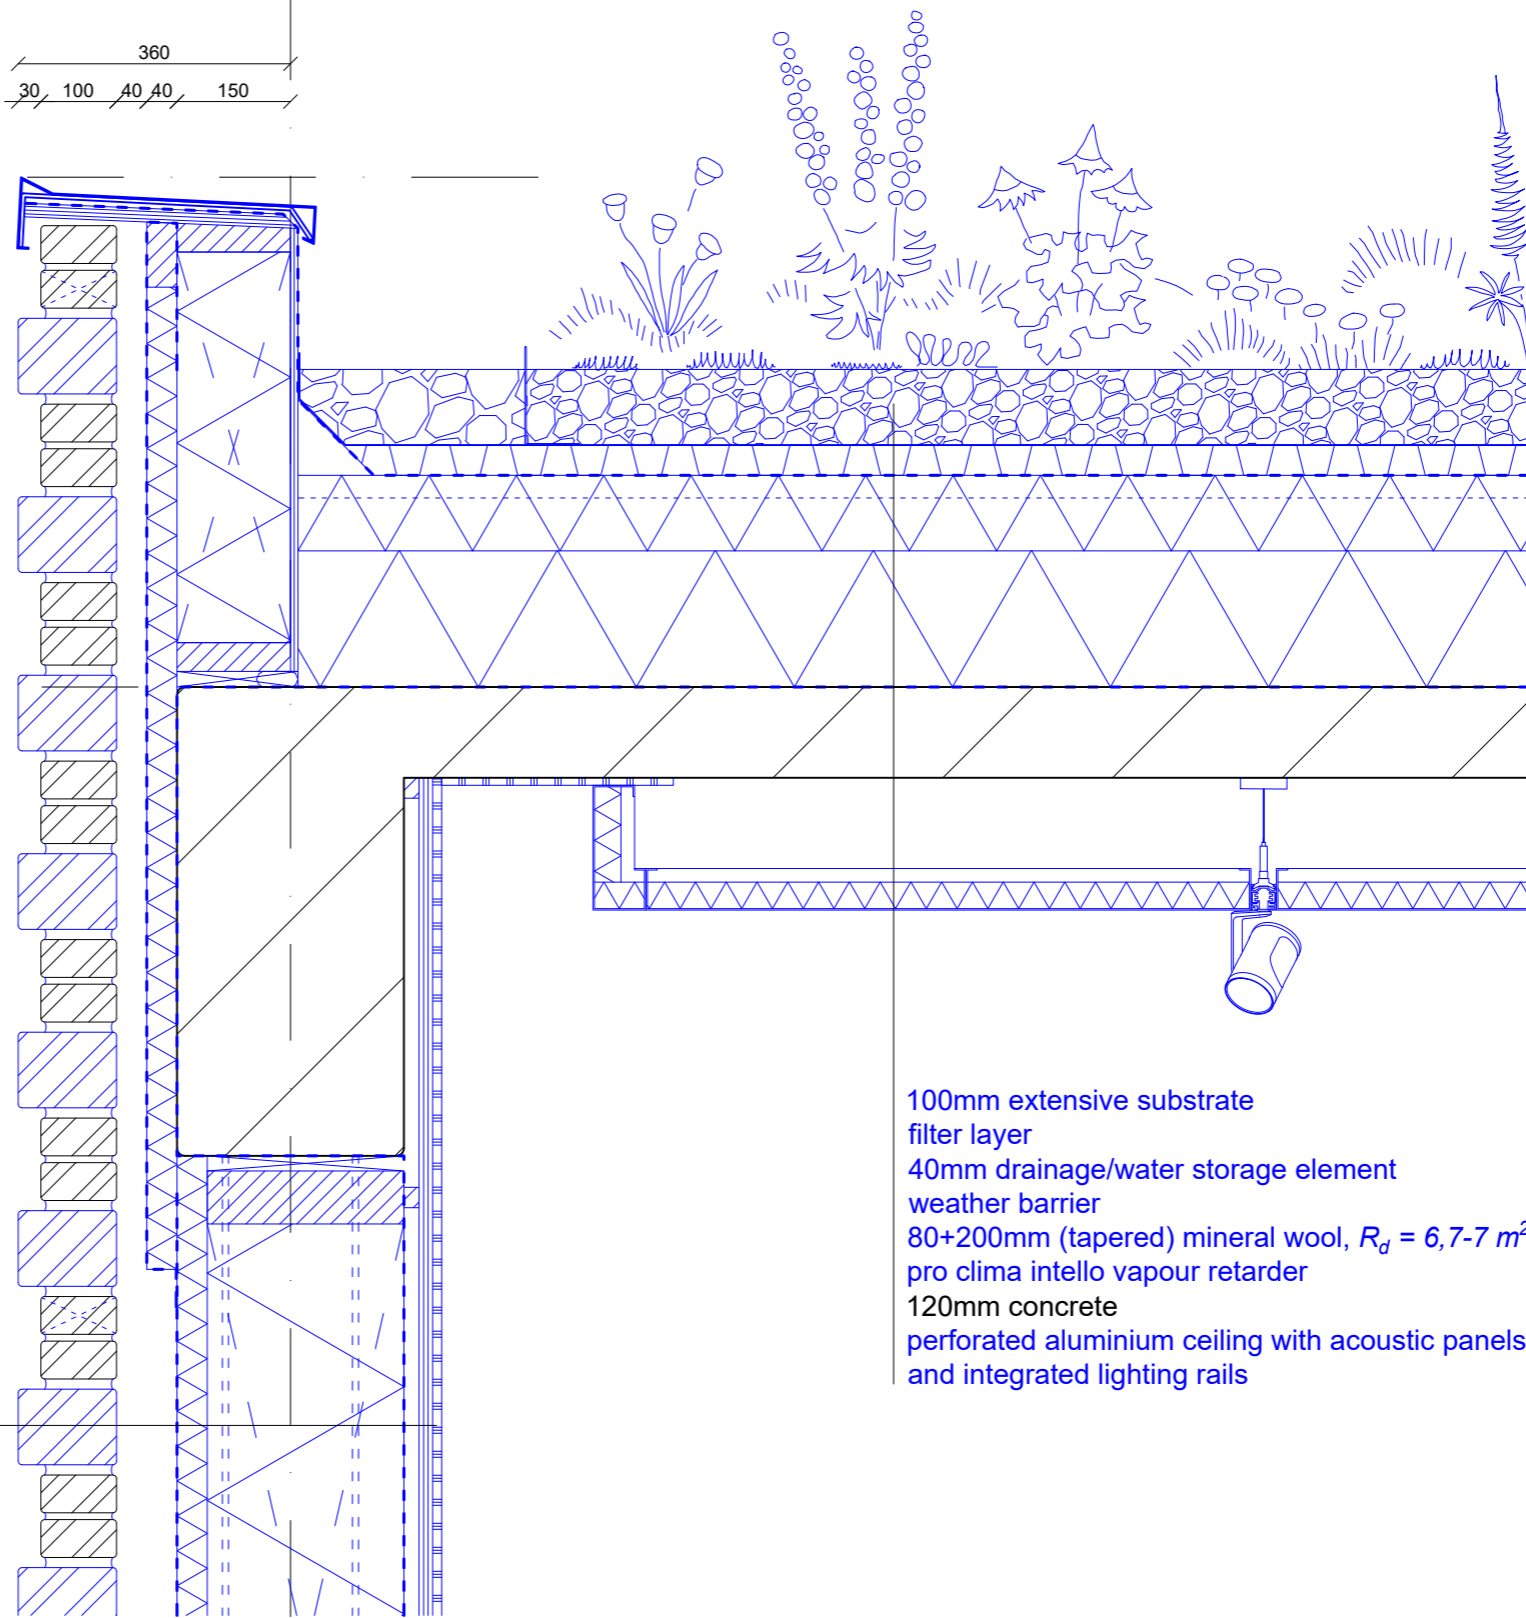 360
30 100 40 40 150
100mm extensive substrate
filter layer
40mm drainage/water storage element
weather barrier
80+200mm (tapered) mineral wool, R_d = 6,7-7 m²
pro clima intello vapour retarder
120mm concrete
perforated aluminium ceiling with acoustic panels
and integrated lighting rails